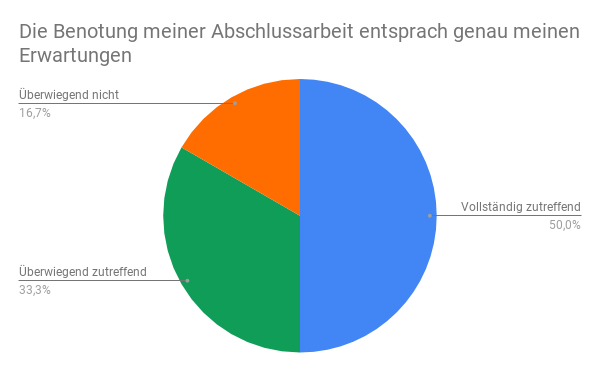 Die Benotung meiner Abschlussarbeit entsprach genau meinen
Erwartungen
Überwiegend nicht
16,7%
Vollständig zutreffend
50,0%
Überwiegend zutreffend
33,3%